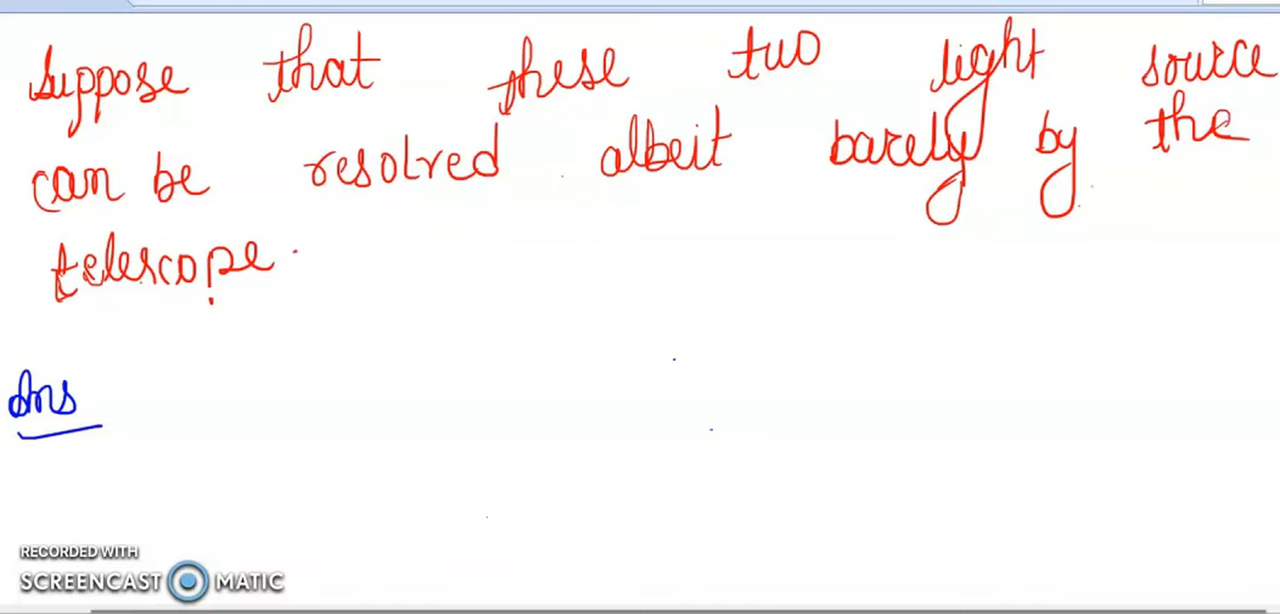 Suppose that these two light source
can be resolved albeit barely by the
telescope.
Ans
RECORDED WITH
SCREENCAST MATIC